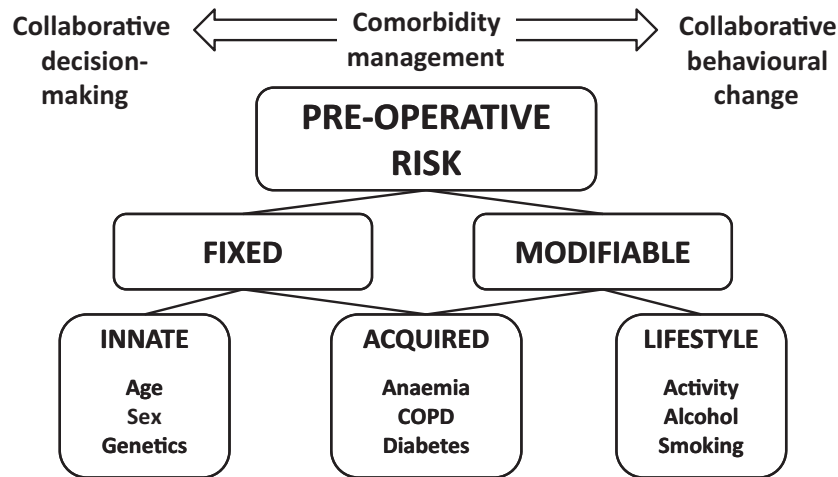 Collaborative
decision-
making
Comorbidity
management
Collaborative
behavioural
change
PRE-OPERATIVE
RISK
FIXED
MODIFIABLE
INNATE
Age
Sex
Genetics
ACQUIRED
Anaemia
COPD
Diabetes
LIFESTYLE
Activity
Alcohol
Smoking